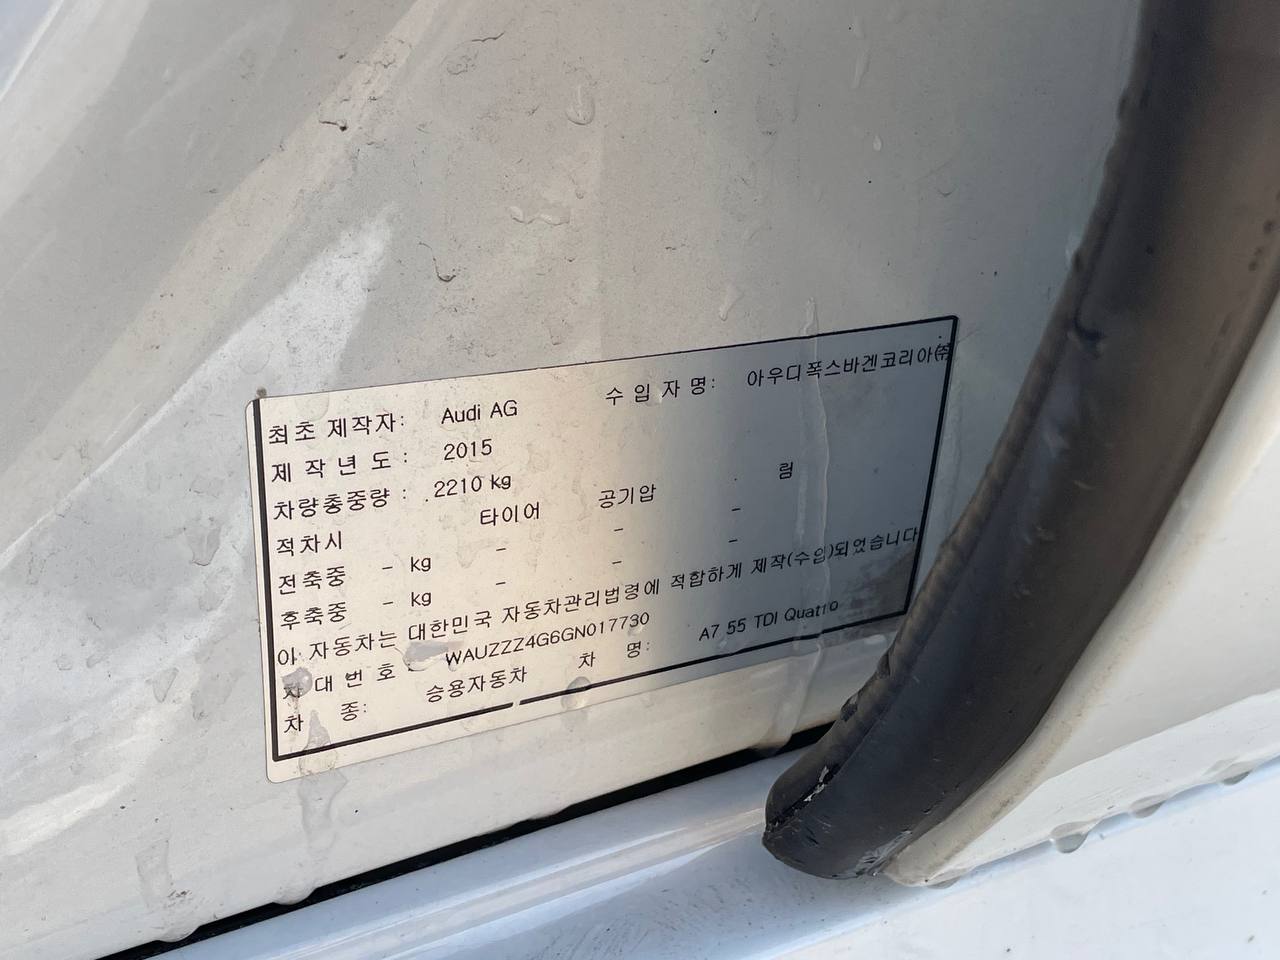 최초 제작자: Audi AG 수 입 자 명: 아우디폭스바겐코리아㈜
제 작 년 도 : 2015
차량총중량 : 2210 kg
적차시 타이어 공기압 림
전축중 - kg - - -
후축중 - kg - - -
이 자동차는 대한민국 자동차관리법령에 적합하게 제작(수입)되었습니다
차 대 번 호 : WAUZZZ4G6GN017730
차 종: 승용자동차 차 명: A7 55 TDI Quattro